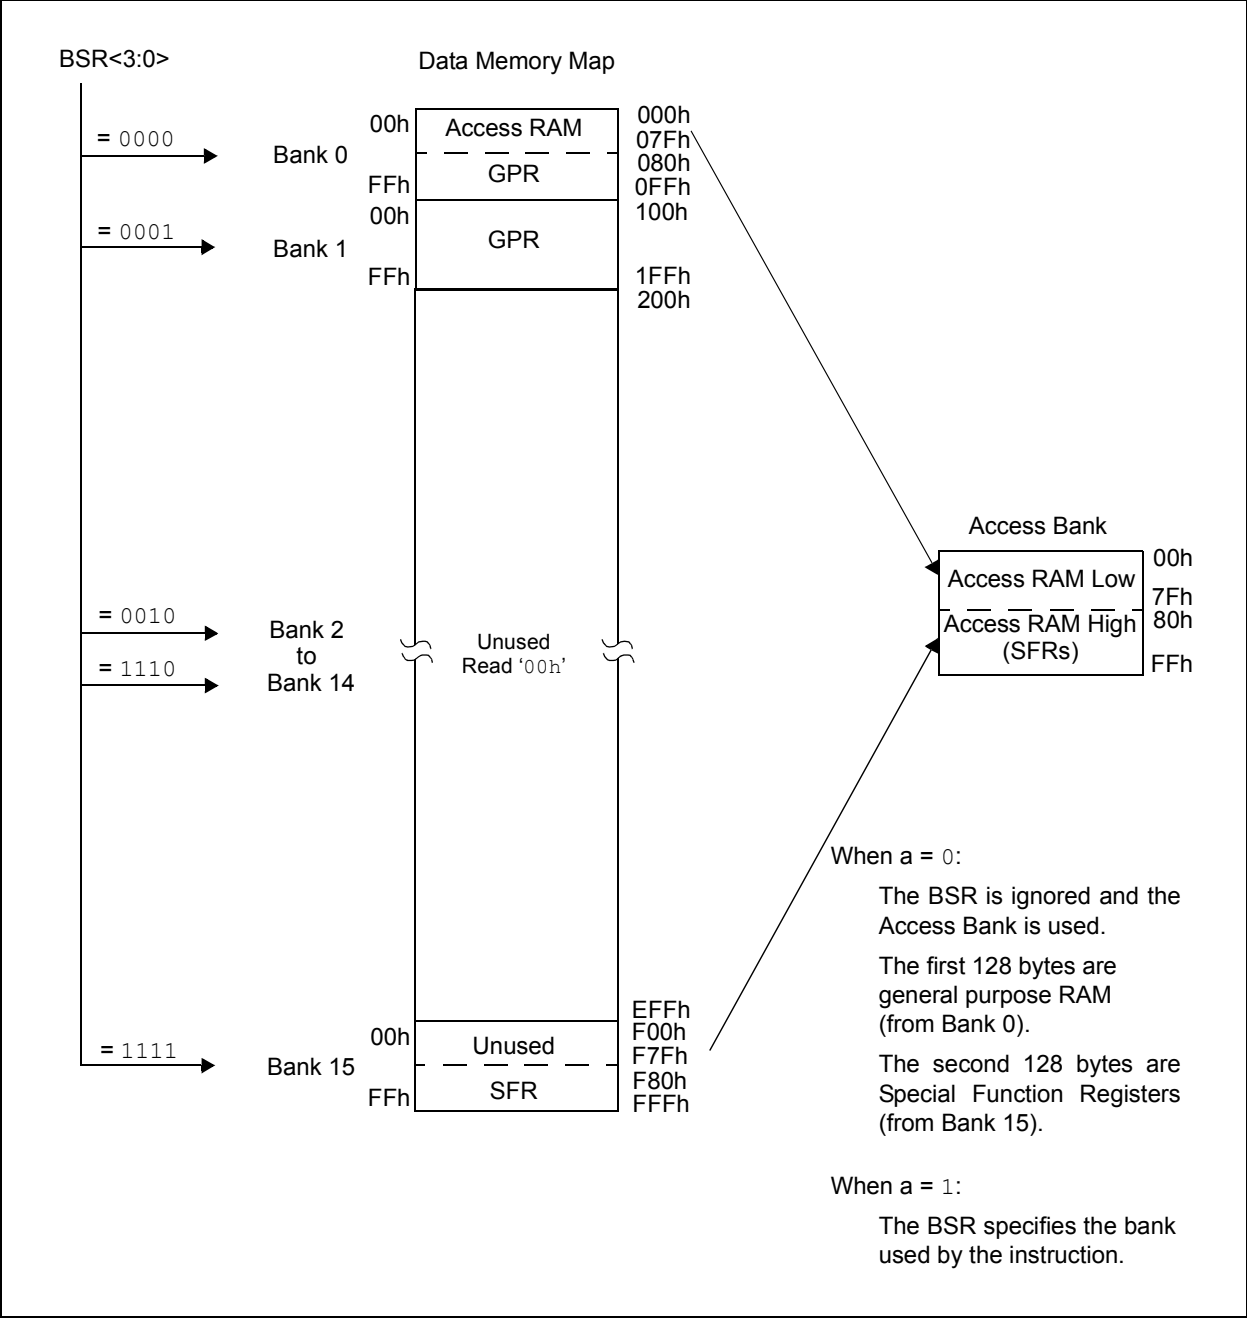 BSR<3:0>
Data Memory Map
= 0000
Bank 0
00h
Access RAM
000h
07Fh
GPR
080h
FFh
0FFh
= 0001
Bank 1
00h
GPR
100h
FFh
1FFh
200h
Access Bank
Access RAM Low
00h
7Fh
Access RAM High
(SFRs)
80h
FFh
= 0010
= 1110
Bank 2
to
Bank 14
Unused
Read ‘00h’
EFFh
= 1111
Bank 15
00h
Unused
F00h
F7Fh
FFh
SFR
F80h
FFFh
When a = 0:
The BSR is ignored and the
Access Bank is used.
The first 128 bytes are
general purpose RAM
(from Bank 0).
The second 128 bytes are
Special Function Registers
(from Bank 15).
When a = 1:
The BSR specifies the bank
used by the instruction.